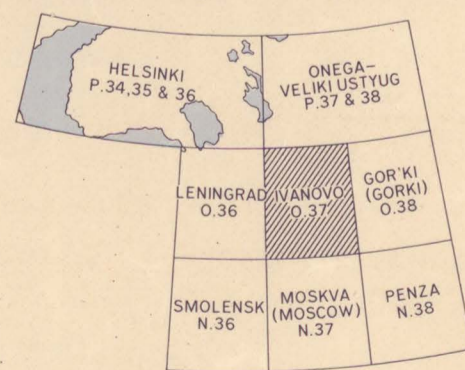 HELSINKI
P.34,35 & 36
ONEGA–
VELIKI USTYUG
P.37 & 38
LENINGRAD
O.36
IVANOVO
O.37
GOR'KI
(GORKI)
O.38
SMOLENSK
N.36
MOSKVA
(MOSCOW)
N.37
PENZA
N.38